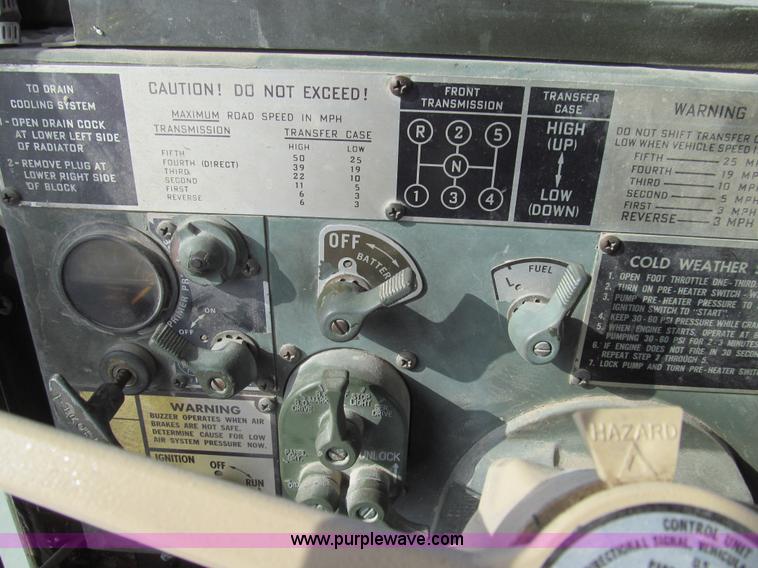 TO DRAIN
COOLING SYSTEM
1- OPEN DRAIN COCK
AT LOWER LEFT SIDE
OF RADIATOR
2- REMOVE PLUG AT
LOWER RIGHT SIDE
OF BLOCK
CAUTION! DO NOT EXCEED!
MAXIMUM ROAD SPEED IN MPH
TRANSMISSION TRANSFER CASE
HIGH LOW
FIFTH 50 25
FOURTH (DIRECT) 39 19
THIRD 22 10
SECOND 11 5
FIRST 6 3
REVERSE 6 3
FRONT
TRANSMISSION
R 2 5
N
1 3 4
TRANSFER
CASE
HIGH
(UP)
LOW
(DOWN)
WARNING
DO NOT SHIFT TRANSFER
LOW WHEN VEHICLE SPEED
FIFTH 25 MPH
FOURTH 19 MPH
THIRD 10 MPH
SECOND 5 MPH
FIRST 3 MPH
REVERSE 3 MPH
PRIMER
ON
OFF
OFF
BATTERY
FUEL
L
COLD WEATHER
1. OPEN FOOT THROTTLE ONE-THIRD
2. TURN ON PRE-HEATER SWITCH
3. PUMP PRE-HEATER PRESSURE TO
IGNITION SWITCH TO "START".
4. KEEP 30-60 PSI PRESSURE WHILE
5. WHEN ENGINE STARTS, OPERATE AT
PUMPING 30-60 PSI FOR 2-3
6. IF ENGINE DOES NOT FIRE IN 30
REPEAT STEP 2 THROUGH 5.
7. LOCK PUMP AND TURN PRE-HEATER
WARNING
BUZZER OPERATES WHEN AIR
BRAKES ARE NOT SAFE.
DETERMINE CAUSE FOR LOW
AIR SYSTEM PRESSURE NOW.
IGNITION OFF
RUN
DRIVE
LIGHT
DRIVE
UNLOCK
HAZARD
CONTROL UNIT
DIRECTIONAL SIGNAL, VEHICULAR
U.S.
www.purplewave.com